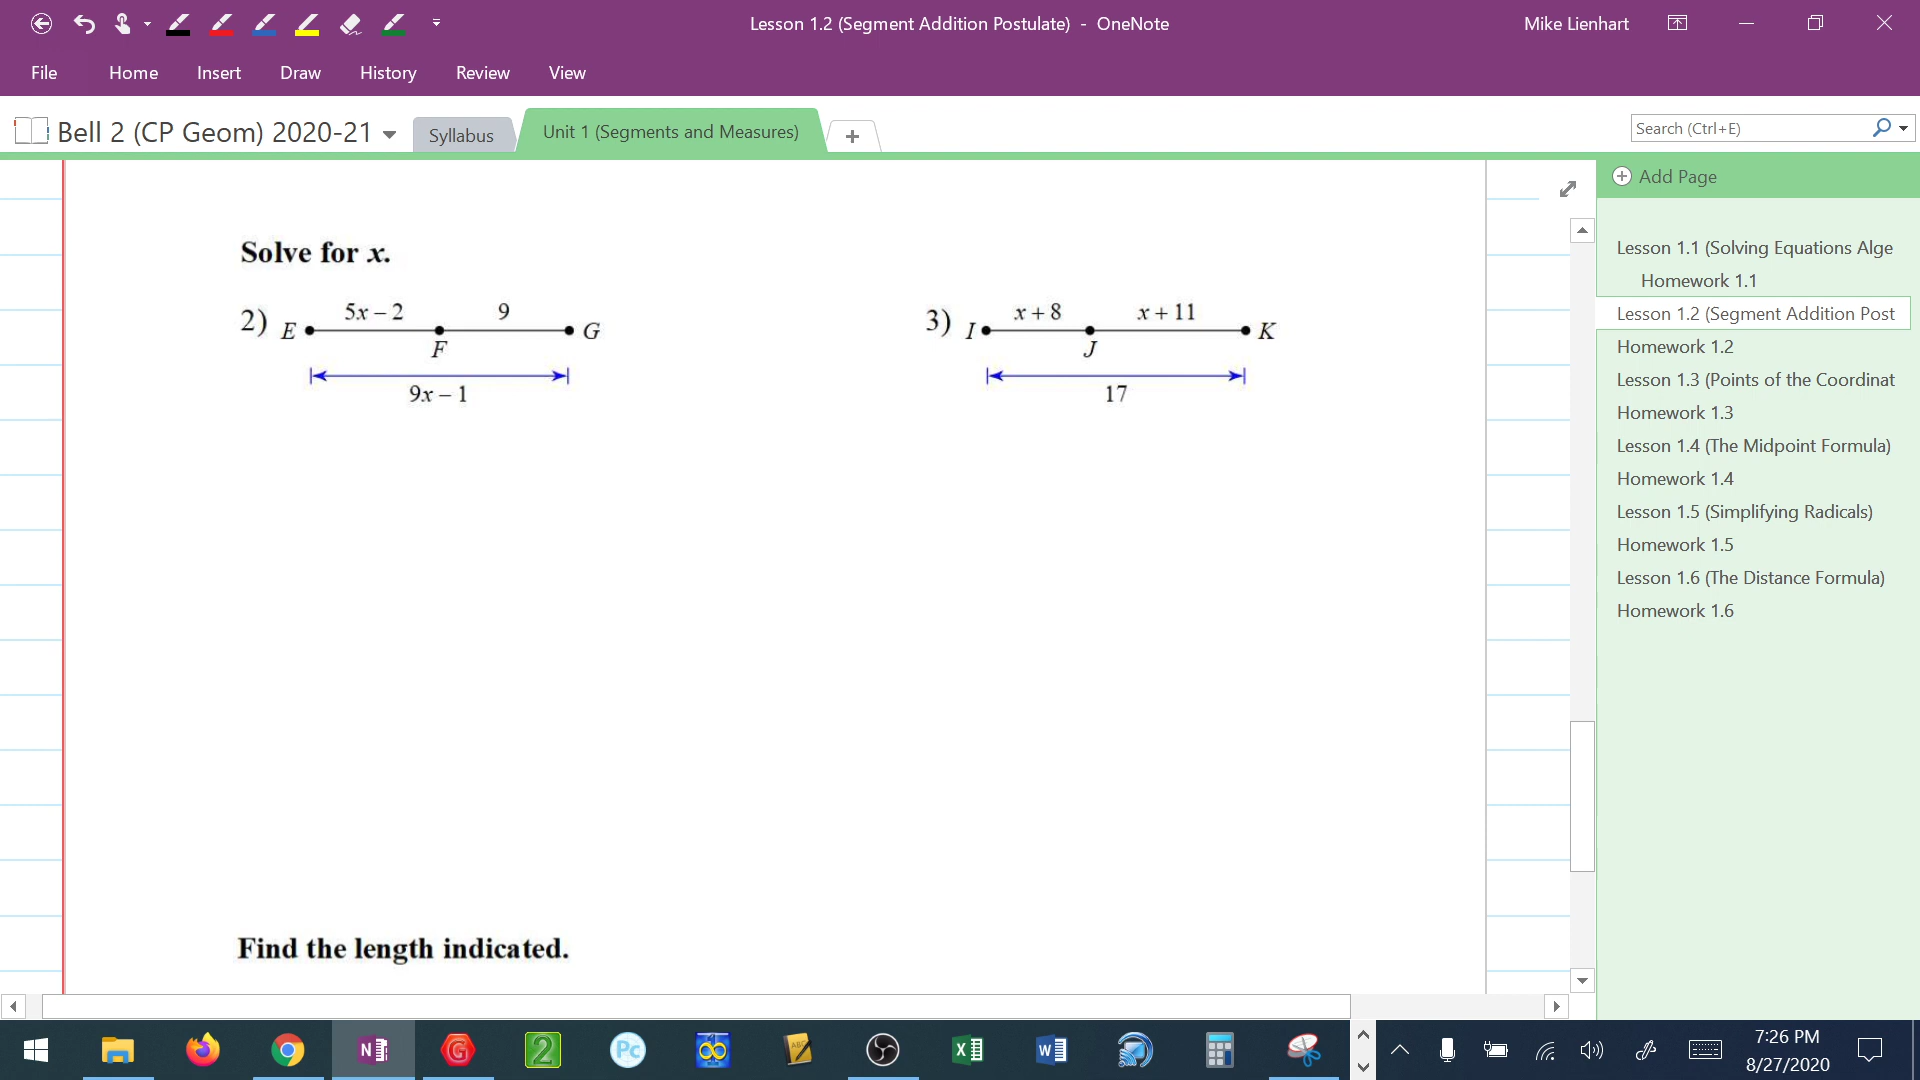 Lesson 1.2 (Segment Addition Postulate) - OneNote
Mike Lienhart
File Home Insert Draw History Review View
Bell 2 (CP Geom) 2020-21
Syllabus
Unit 1 (Segments and Measures)
Search (Ctrl+E)
Add Page
Lesson 1.1 (Solving Equations Alge
Homework 1.1
Lesson 1.2 (Segment Addition Post
Homework 1.2
Lesson 1.3 (Points of the Coordinat
Homework 1.3
Lesson 1.4 (The Midpoint Formula)
Homework 1.4
Lesson 1.5 (Simplifying Radicals)
Homework 1.5
Lesson 1.6 (The Distance Formula)
Homework 1.6
Solve for x.
2) E 5x – 2 F 9 G
9x – 1
3) I x + 8 J x + 11 K
17
Find the length indicated.
7:26 PM
8/27/2020